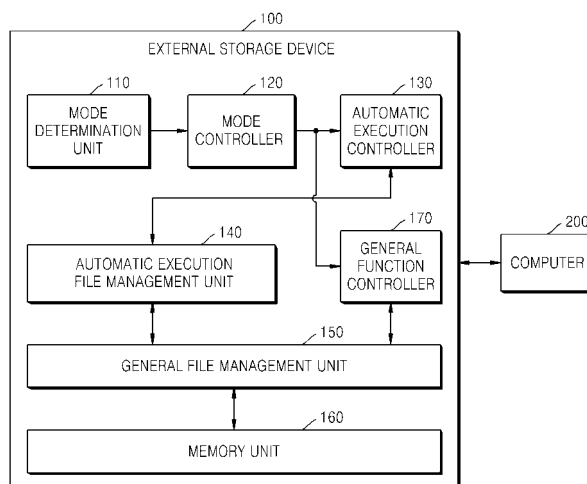 100
EXTERNAL STORAGE DEVICE
110
MODE
DETERMINATION
UNIT
120
MODE
CONTROLLER
130
AUTOMATIC
EXECUTION
CONTROLLER
140
AUTOMATIC EXECUTION
FILE MANAGEMENT UNIT
170
GENERAL
FUNCTION
CONTROLLER
200
COMPUTER
150
GENERAL FILE MANAGEMENT UNIT
160
MEMORY UNIT